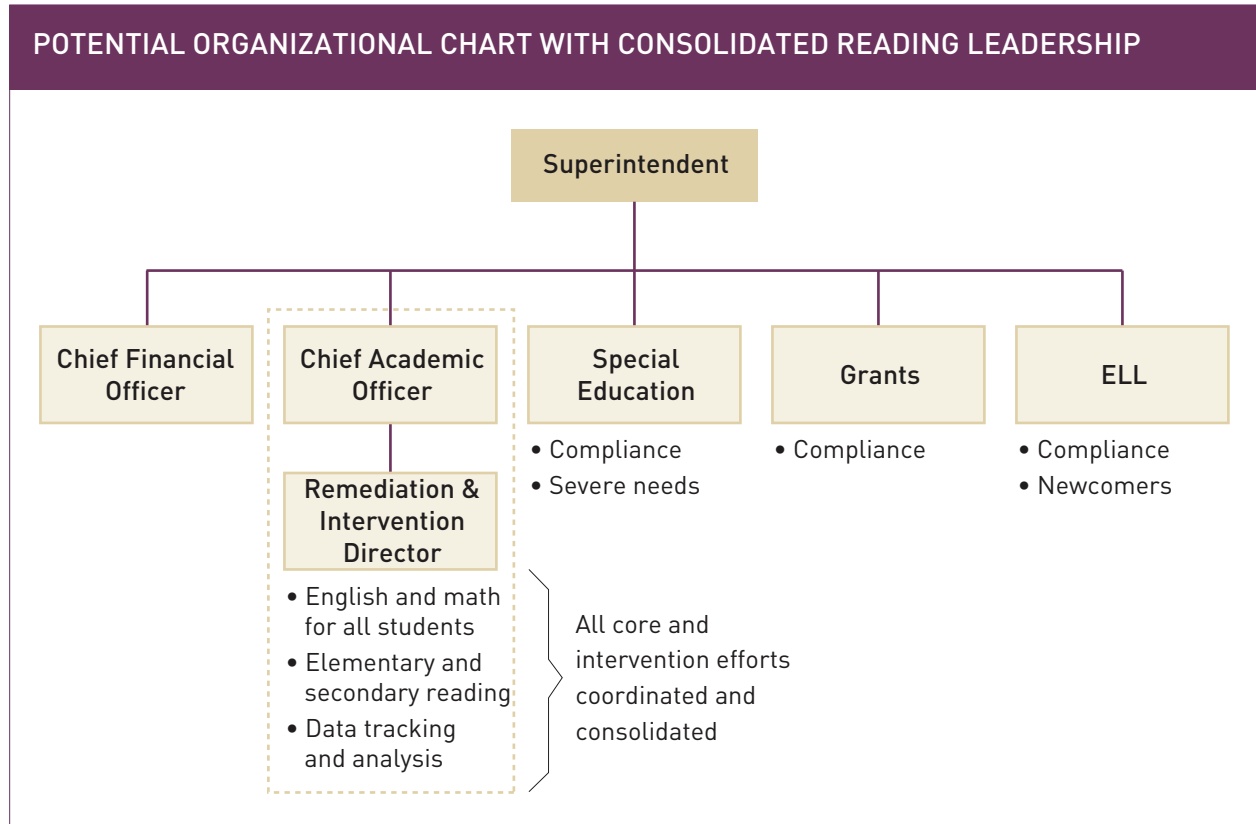 POTENTIAL ORGANIZATIONAL CHART WITH CONSOLIDATED READING LEADERSHIP
Superintendent
Chief Financial
Officer
Chief Academic
Officer
Special
Education
Grants
ELL
• Compliance
• Severe needs
• Compliance
• Compliance
• Newcomers
Remediation &
Intervention
Director
• English and math
for all students
• Elementary and
secondary reading
• Data tracking
and analysis
All core and
intervention efforts
coordinated and
consolidated